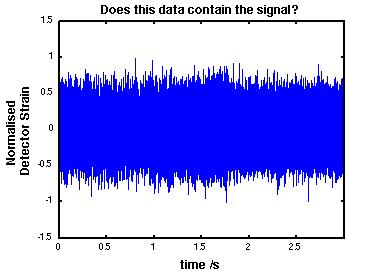 Does this data contain the signal?
1.5
1
0.5
0
-0.5
-1
-1.5
Normalised
Detector Strain
0 0.5 1 1.5 2 2.5
time /s